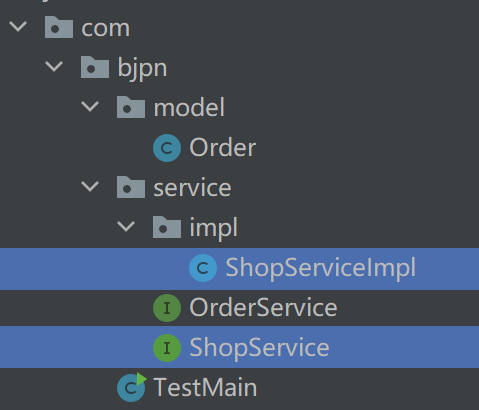 com
bjpn
model
C Order
service
impl
C ShopServiceImpl
I OrderService
I ShopService
C TestMain